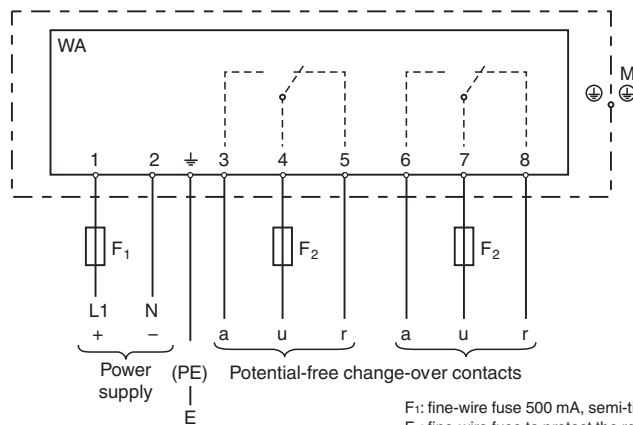 WA
M
1 2 3 4 5 6 7 8
F1 F2 F2
L1 N a u r a u r
+ –
Power supply
(PE)
Potential-free change-over contacts
E
F1: fine-wire fuse 500 mA,